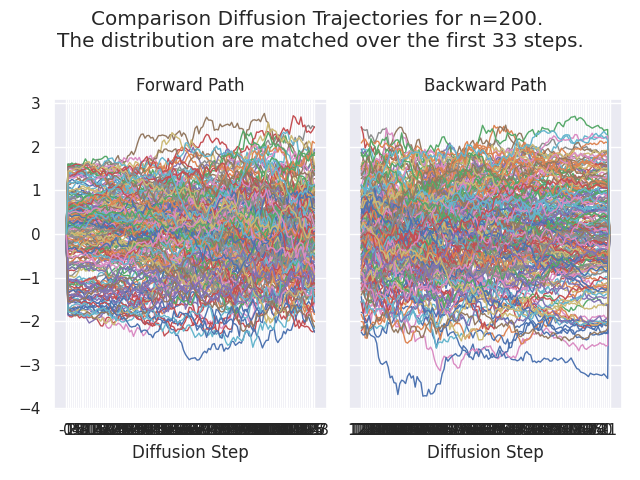 Comparison Diffusion Trajectories for n=200.
The distribution are matched over the first 33 steps.
Forward Path
Backward Path
3
2
1
0
−1
−2
−3
−4
Diffusion Step
Diffusion Step